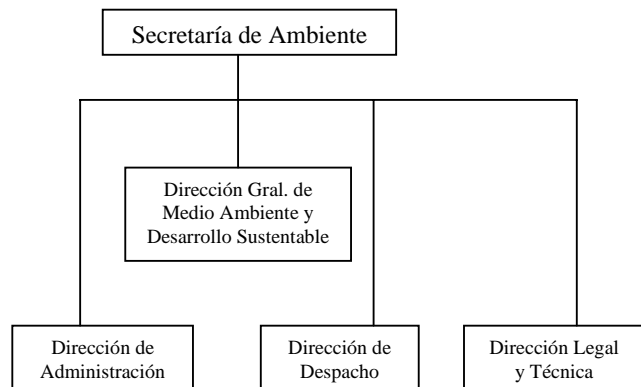 Secretaría de Ambiente
Dirección Gral. de
Medio Ambiente y
Desarrollo Sustentable
Dirección de
Administración
Dirección de
Despacho
Dirección Legal
y Técnica